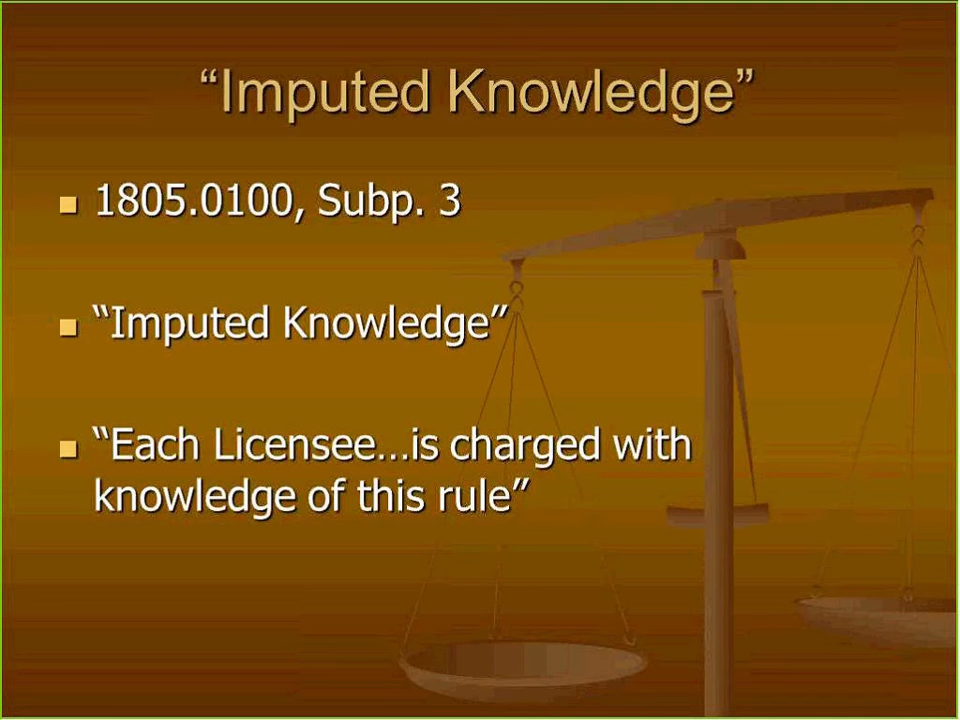 “Imputed Knowledge”
1805.0100, Subp. 3
“Imputed Knowledge”
“Each Licensee…is charged with
knowledge of this rule”